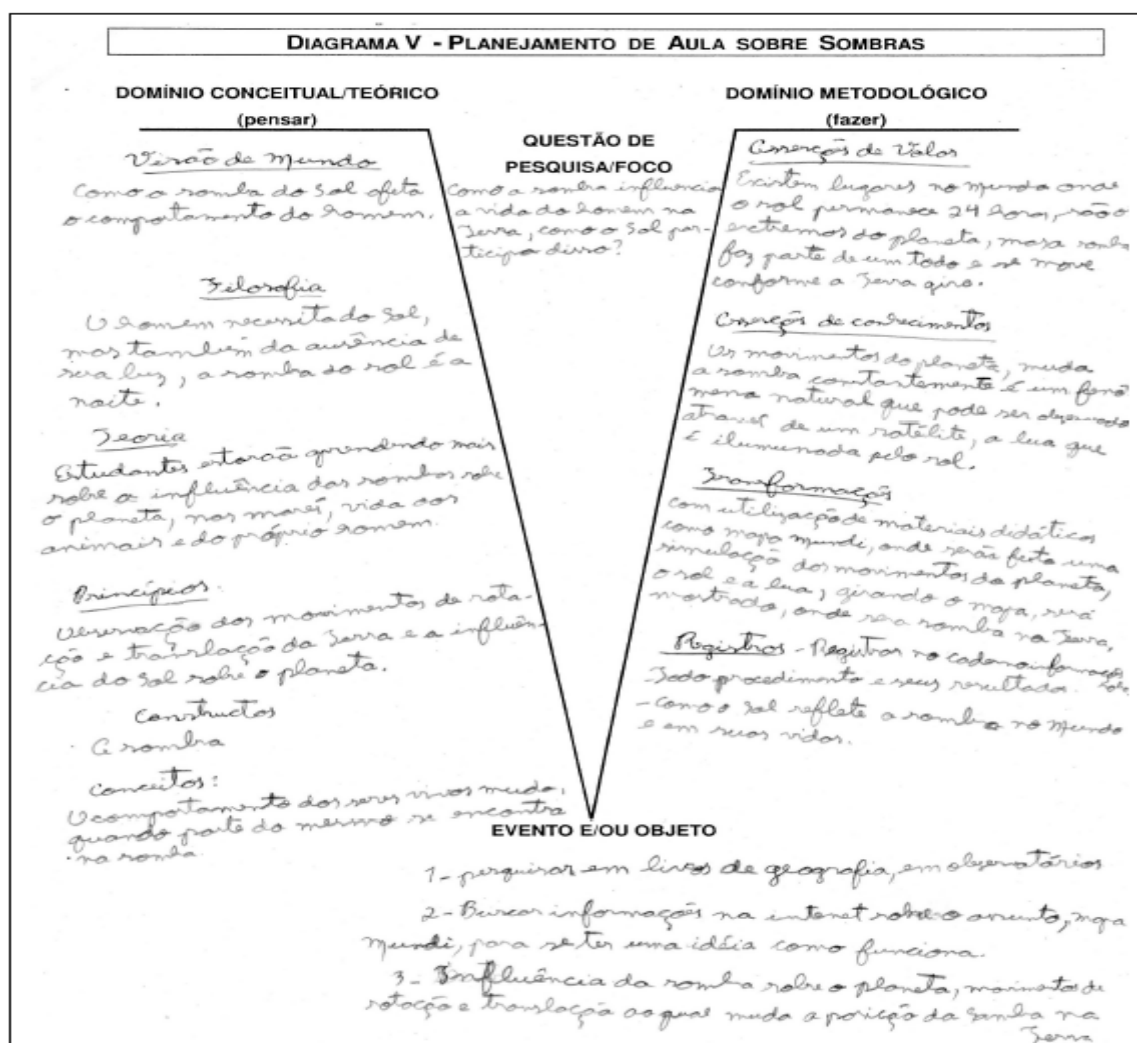 DIAGRAMA V - PLANEJAMENTO DE AULA SOBRE SOMBRAS
DOMÍNIO CONCEITUAL/TEÓRICO
(pensar)
Visão de Mundo
Como a sombra do Sol afeta
o comportamento do homem.
Filosofia
O homem necessita do Sol,
mas também da ausência de
sua luz, a sombra do sol é a
noite.
Teoria
Estudantes estarão aprendendo mais
sobre a influência das sombras sobre
o planeta, nas marés, vida dos
animais e do próprio homem.
Princípios.
Observação dos movimentos de rota-
ção e translação da Terra e a influên-
cia do Sol sobre o planeta.
Constructos
A sombra
Conceitos:
O comportamento dos seres vivos muda,
quando parte do mesmo se encontra
na sombra.
QUESTÃO DE
PESQUISA/FOCO
Como a sombra influencia
a vida do homem na
Terra, como o Sol par-
ticipa disso?
DOMÍNIO METODOLÓGICO
(fazer)
Asserções de Valor
Existem lugares no mundo onde
o sol permanece 24 horas, são o
extremos do planeta, mas a sombra
faz parte de um todo e se move
conforme a Terra gira.
Asserções de conhecimentos
Os movimentos do planeta, muda
a sombra constantemente é um fenô
meno natural que pode ser observado
através de um satélite, a lua que
é iluminada pelo sol.
Transformações
com utilização de materiais didáticos
como mapa mundi, onde será feito uma
simulação dos movimentos do planeta,
o sol e a lua, girando o mapa, será
mostrado, onde será sombra na Terra,
Registros - Registrar no caderno informações
Todo procedimento e seus resultados.
- Como o sol reflete a sombra no mundo
e em suas vidas.
EVENTO E/OU OBJETO
1- pesquisar em livros de geografia, em observatórios
2- Buscar informações na intenet sobre o assunto, mapa
Mundi, para se ter uma idéia como funciona.
3- Influência da sombra sobre o planeta, movimentos de
rotação e translação ao qual muda a posição da Sombra na
Terra